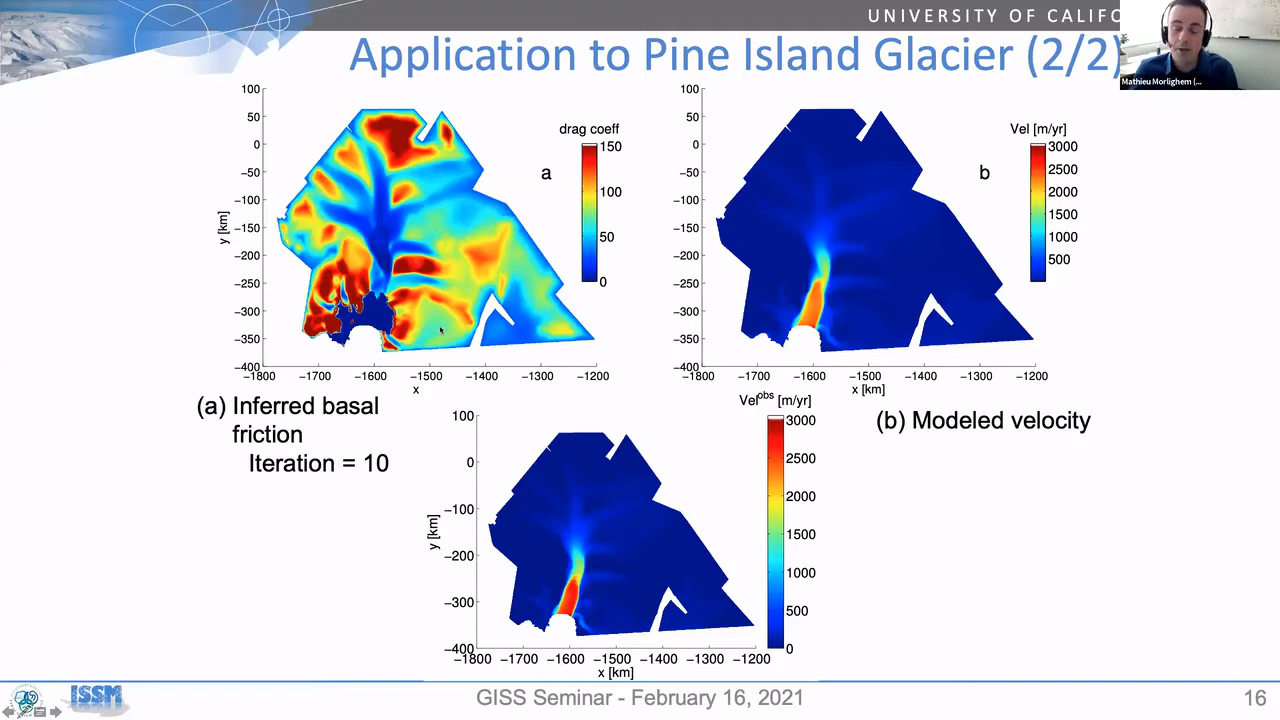 UNIVERSITY OF CALIFO
Application to Pine Island Glacier (2/2)
Mathieu Morlighem (...
100
50
0
−50
−100
−150
−200
−250
−300
−350
−400
y [km]
−1800 −1700 −1600 −1500 −1400 −1300 −1200
x
a
drag coeff
150
100
50
0
100
50
0
−50
−100
−150
−200
−250
−300
−350
−400
−1800 −1700 −1600 −1500 −1400 −1300 −1200
x [km]
b
Vel [m/yr]
3000
2500
2000
1500
1000
500
(a) Inferred basal
friction
Iteration = 10
(b) Modeled velocity
100
0
−100
−200
−300
−400
y [km]
−1800 −1700 −1600 −1500 −1400 −1300 −1200
x [km]
Velobs [m/yr]
3000
2500
2000
1500
1000
500
0
ISSM
GISS Seminar - February 16, 2021
16